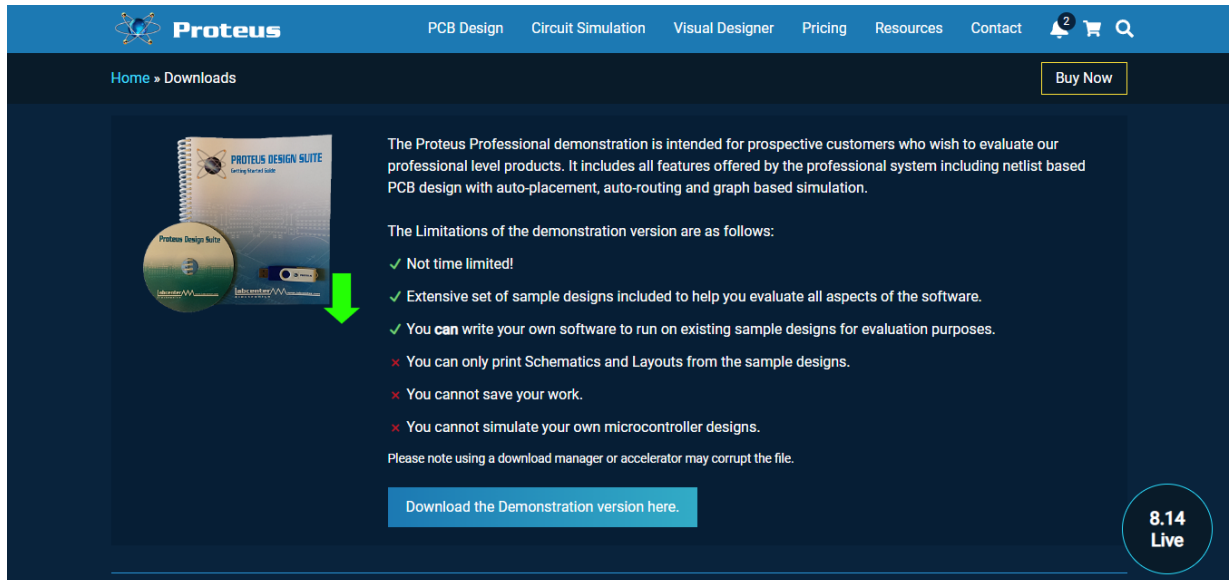 Proteus
PCB Design Circuit Simulation Visual Designer Pricing Resources Contact 2
Home » Downloads
Buy Now
PROTEUS DESIGN SUITE
Getting Started Guide
Proteus Design Suite
labcenter
labcenter
The Proteus Professional demonstration is intended for prospective customers who wish to evaluate our
professional level products. It includes all features offered by the professional system including netlist based
PCB design with auto-placement, auto-routing and graph based simulation.
The Limitations of the demonstration version are as follows:
✓ Not time limited!
✓ Extensive set of sample designs included to help you evaluate all aspects of the software.
✓ You can write your own software to run on existing sample designs for evaluation purposes.
× You can only print Schematics and Layouts from the sample designs.
× You cannot save your work.
× You cannot simulate your own microcontroller designs.
Please note using a download manager or accelerator may corrupt the file.
Download the Demonstration version here.
8.14
Live